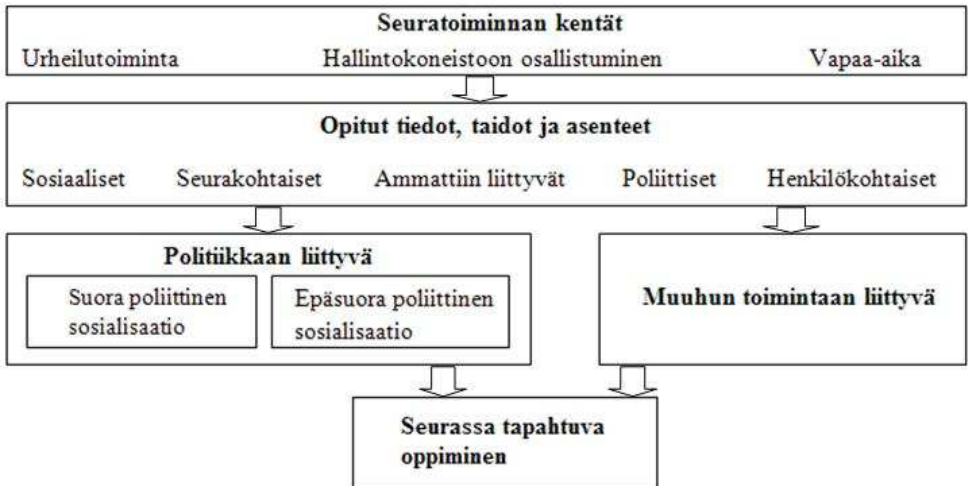 Seuratoiminnan kentät
Urheilutoiminta Hallintokoneistoon osallistuminen Vapaa-aika
Opitut tiedot, taidot ja asenteet
Sosiaaliset Seurakohtaiset Ammattiin liittyvät Poliittiset Henkilökohtaiset
Politiikkaan liittyvä
Suora poliittinen
sosialisaatio
Epäsuora poliittinen
sosialisaatio
Muuhun toimintaan liittyvä
Seurassa tapahtuva
oppiminen